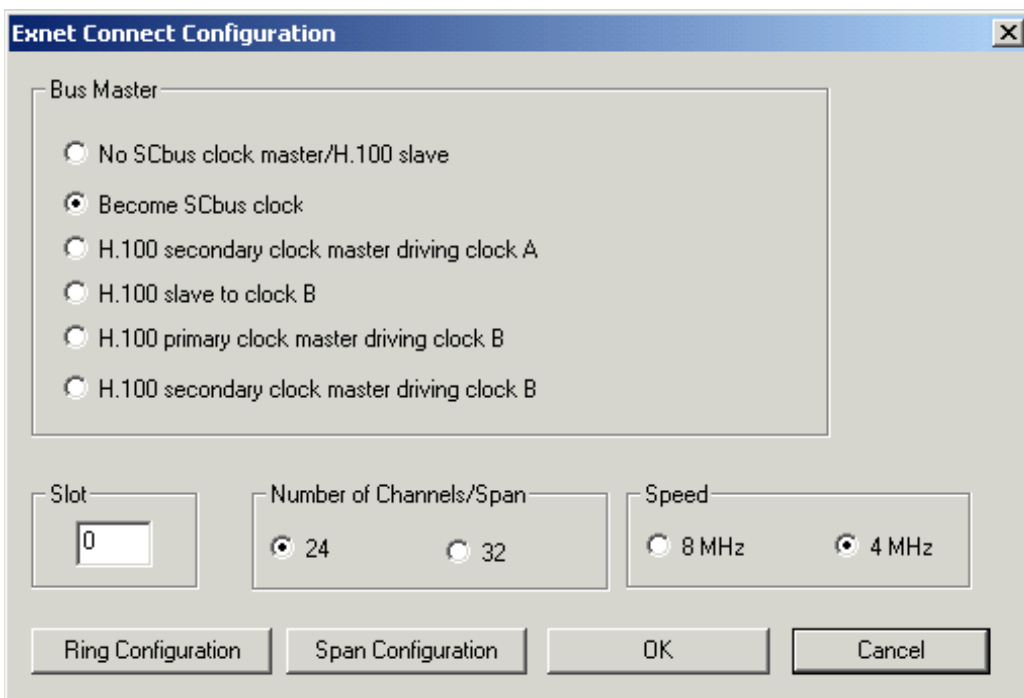 Exnet Connect Configuration
Bus Master
No SCbus clock master/H.100 slave
Become SCbus clock
H.100 secondary clock master driving clock A
H.100 slave to clock B
H.100 primary clock master driving clock B
H.100 secondary clock master driving clock B
Slot
0
Number of Channels/Span
24
32
Speed
8 MHz
4 MHz
Ring Configuration
Span Configuration
OK
Cancel